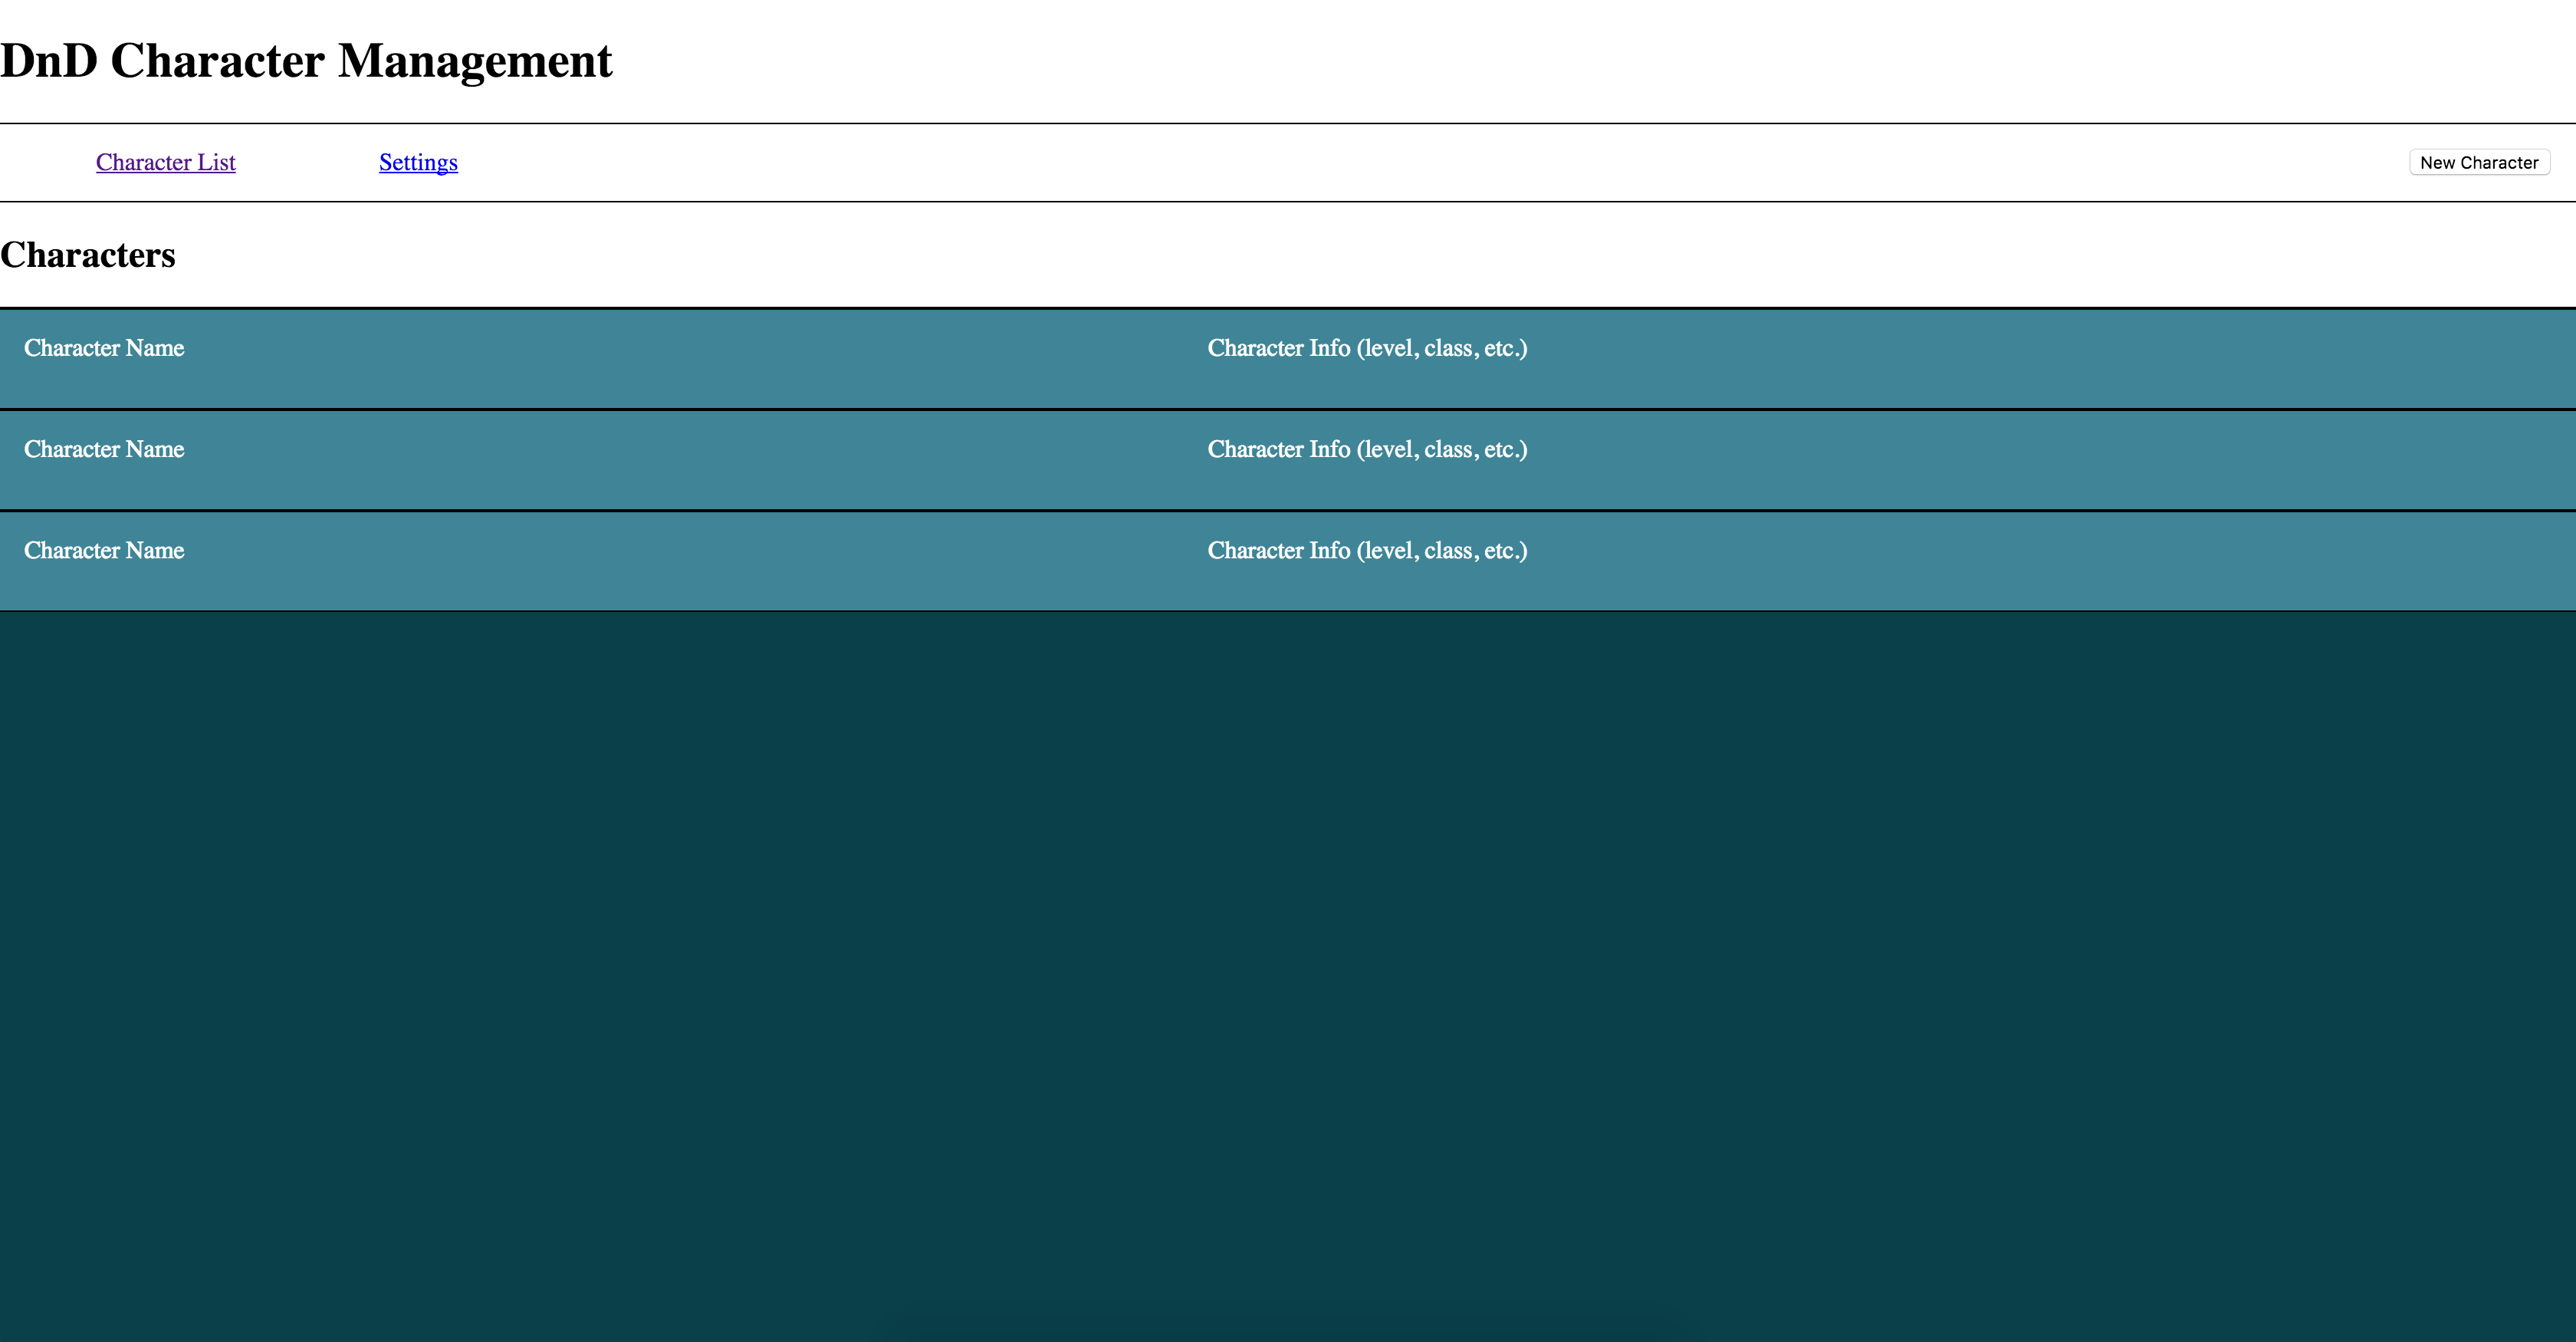 DnD Character Management
Character List Settings New Character
Characters
Character Name Character Info (level, class, etc.)
Character Name Character Info (level, class, etc.)
Character Name Character Info (level, class, etc.)